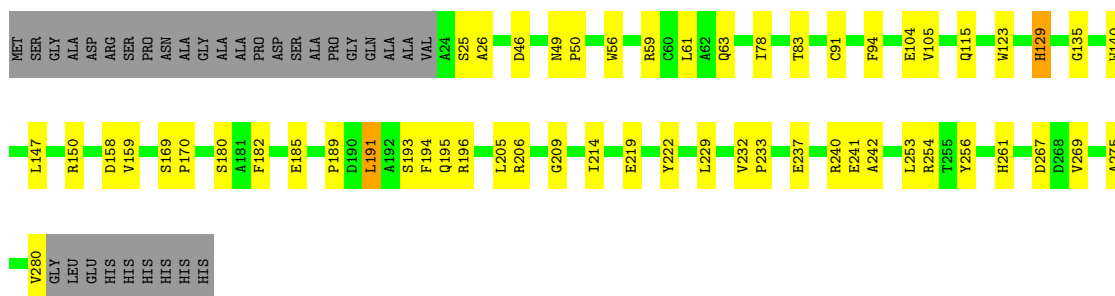 MET SER GLY ALA ASP ARG SER PRO ASN ALA GLY ALA ALA PRO ASP SER ALA PRO GLY GLN ALA ALA VAL A24 S25 A26 D46 N49 P50 W56 R59 C60 L61 A62 Q63 I78 T83 C91 F94 E104 V105 Q115 W123 H129 G135 W140
L147 R150 D158 V159 S169 P170 S180 A181 F182 E185 P189 D190 L191 A192 S193 F194 Q195 R196 L205 R206 G209 I214 E219 Y222 L229 V232 P233 E237 R240 E241 A242 L253 R254 T255 Y256 H261 D267 D268 V269 A275
V280 GLY LEU GLU HIS HIS HIS HIS HIS HIS